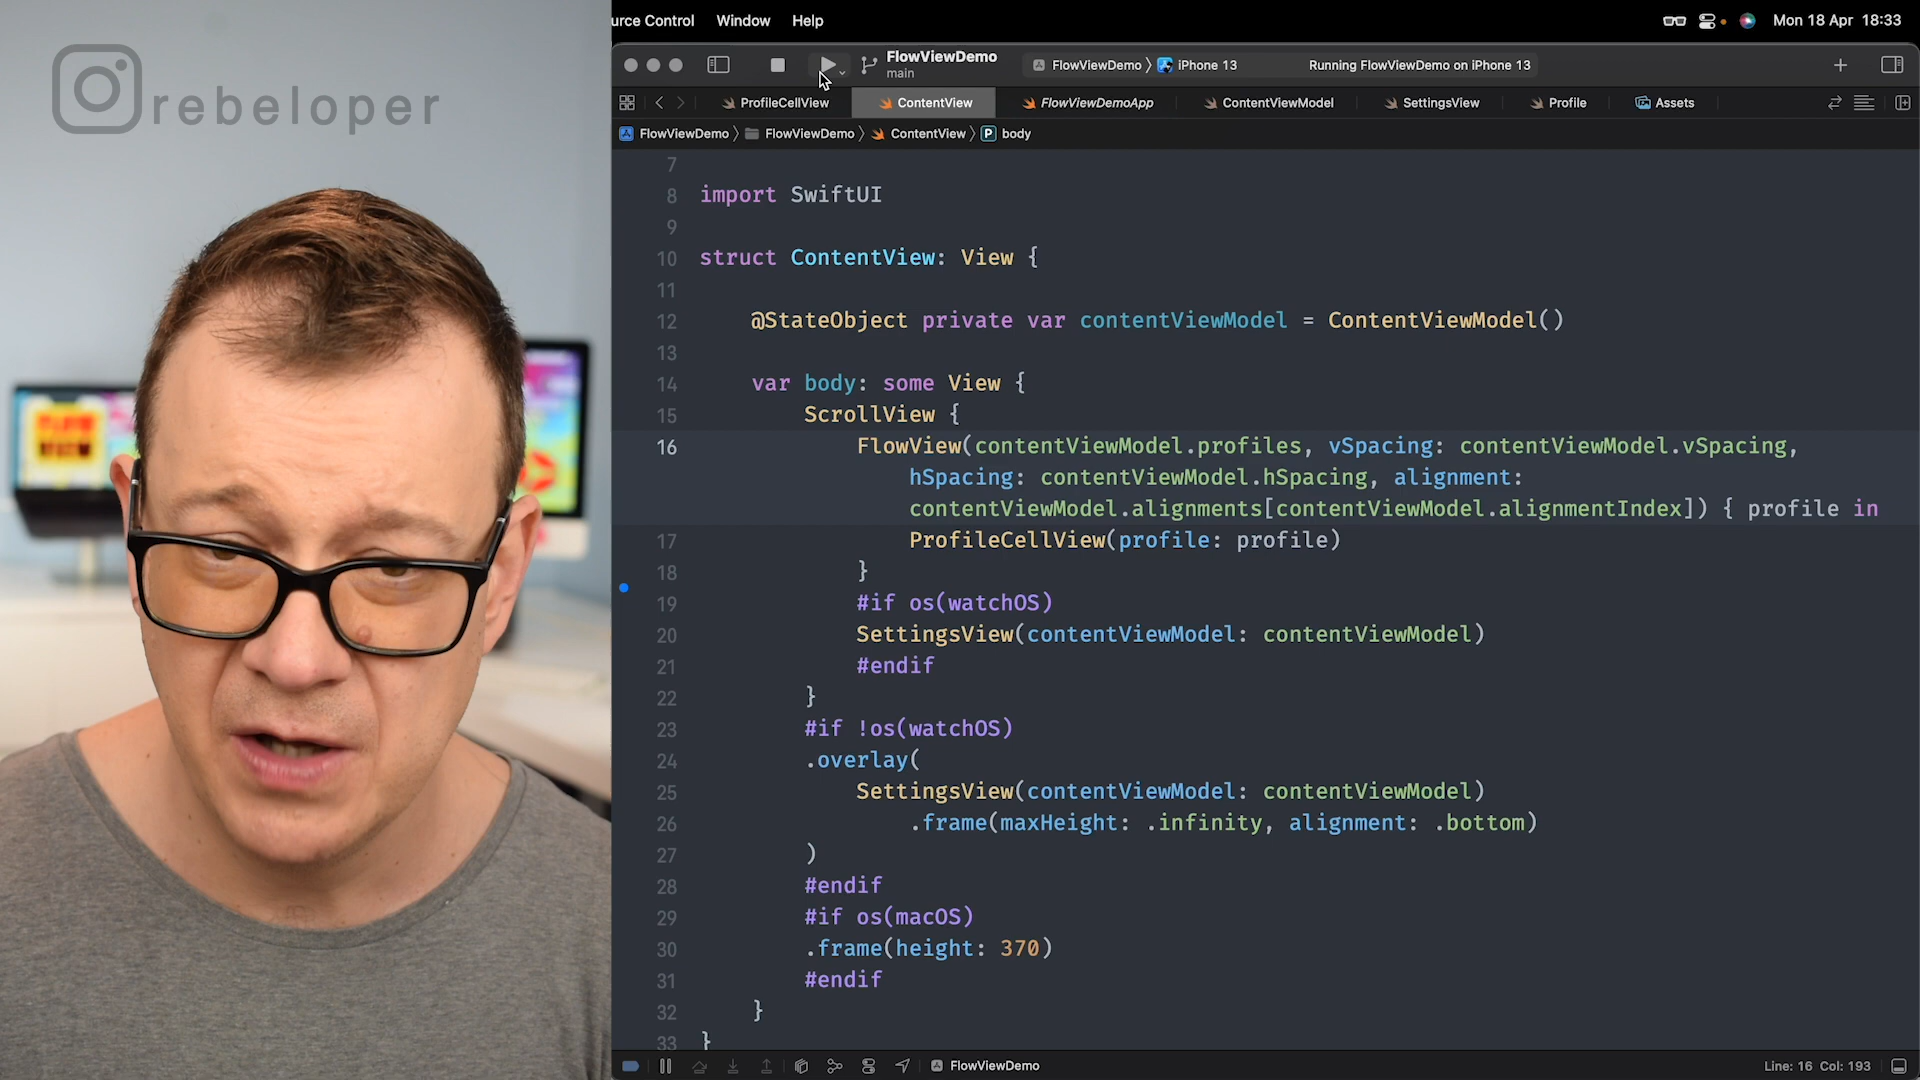 urce Control Window Help Mon 18 Apr 18:33
@rebeloper
FlowViewDemo
main
FlowViewDemo 〉 iPhone 13 Running FlowViewDemo on iPhone 13
ProfileCellView ContentView FlowViewDemoApp ContentViewModel SettingsView Profile Assets
FlowViewDemo 〉 FlowViewDemo 〉 ContentView 〉 P body
7
8 import SwiftUI
9
10 struct ContentView: View {
11
12 @StateObject private var contentViewModel = ContentViewModel()
13
14 var body: some View {
15 ScrollView {
16 FlowView(contentViewModel.profiles, vSpacing: contentViewModel.vSpacing,
hSpacing: contentViewModel.hSpacing, alignment:
contentViewModel.alignments[contentViewModel.alignmentIndex]) { profile in
17 ProfileCellView(profile: profile)
18 }
19 #if os(watchOS)
20 SettingsView(contentViewModel: contentViewModel)
21 #endif
22 }
23 #if !os(watchOS)
24 .overlay(
25 SettingsView(contentViewModel: contentViewModel)
26 .frame(maxHeight: .infinity, alignment: .bottom)
27 )
28 #endif
29 #if os(macOS)
30 .frame(height: 370)
31 #endif
32 }
33 }
FlowViewDemo Line: 16 Col: 193
FLOW
VIEW